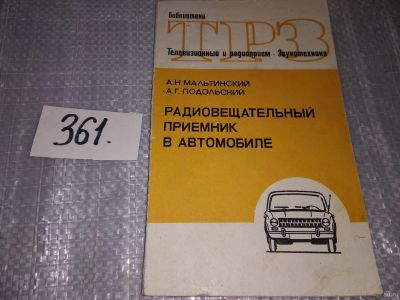 Библиотека
ТРЗ
Телевизионный и радиоприем · Звукотехника
А.Н. МАЛЬТИНСКИЙ
А.Г. ПОДОЛЬСКИЙ
РАДИОВЕЩАТЕЛЬНЫЙ
ПРИЕМНИК
В АВТОМОБИЛЕ
361.